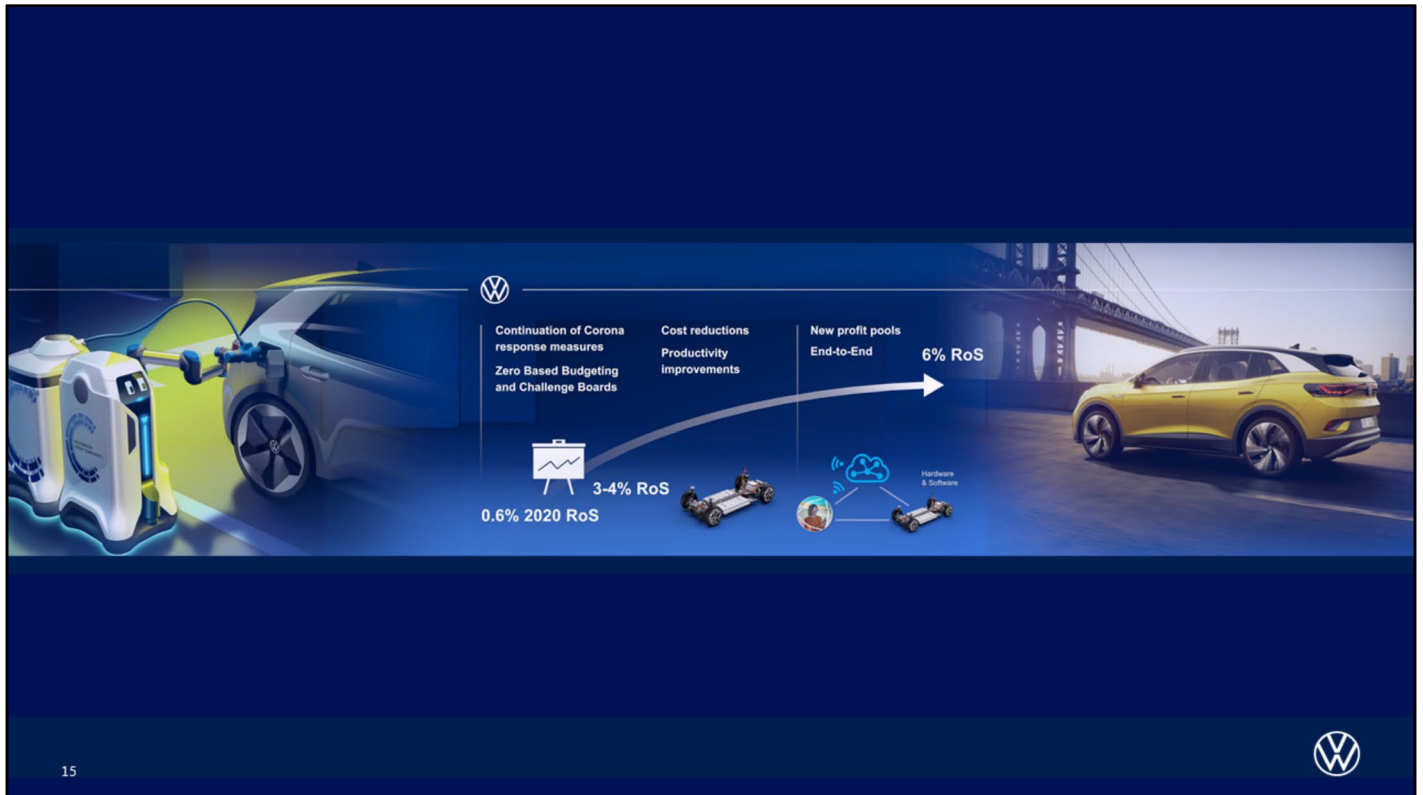 Continuation of Corona
response measures
Zero Based Budgeting
and Challenge Boards
Cost reductions
Productivity
improvements
New profit pools
End-to-End
6% RoS
3-4% RoS
0.6% 2020 RoS
Hardware
& Software
15